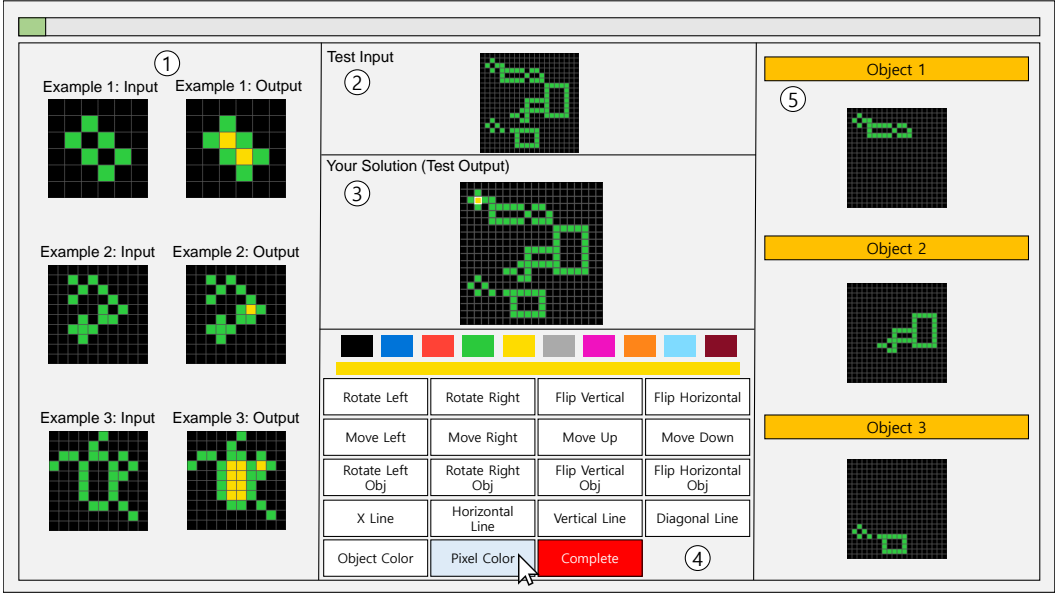 1
Example 1: Input
Example 1: Output
Example 2: Input
Example 2: Output
Example 3: Input
Example 3: Output
Test Input
2
Your Solution (Test Output)
3
Rotate Left
Rotate Right
Flip Vertical
Flip Horizontal
Move Left
Move Right
Move Up
Move Down
Rotate Left
Obj
Rotate Right
Obj
Flip Vertical
Obj
Flip Horizontal
Obj
X Line
Horizontal
Line
Vertical Line
Diagonal Line
Object Color
Pixel Color
Complete
4
Object 1
5
Object 2
Object 3